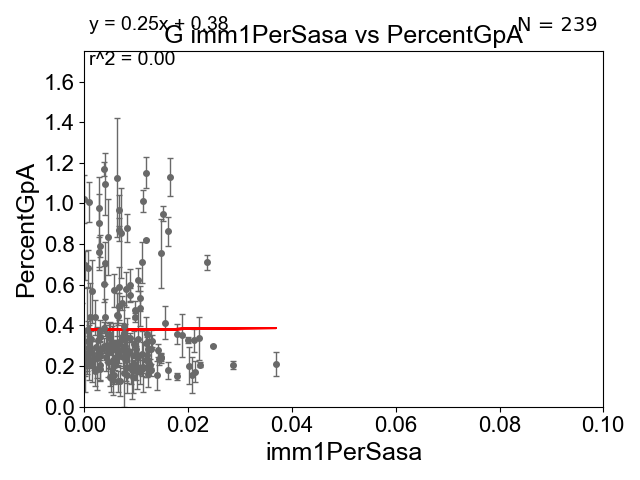 y = 0.25x + 0.38
N = 239
G imm1PerSasa vs PercentGpA
r^2 = 0.00
PercentGpA
1.6
1.4
1.2
1.0
0.8
0.6
0.4
0.2
0.0
0.00 0.02 0.04 0.06 0.08 0.10
imm1PerSasa